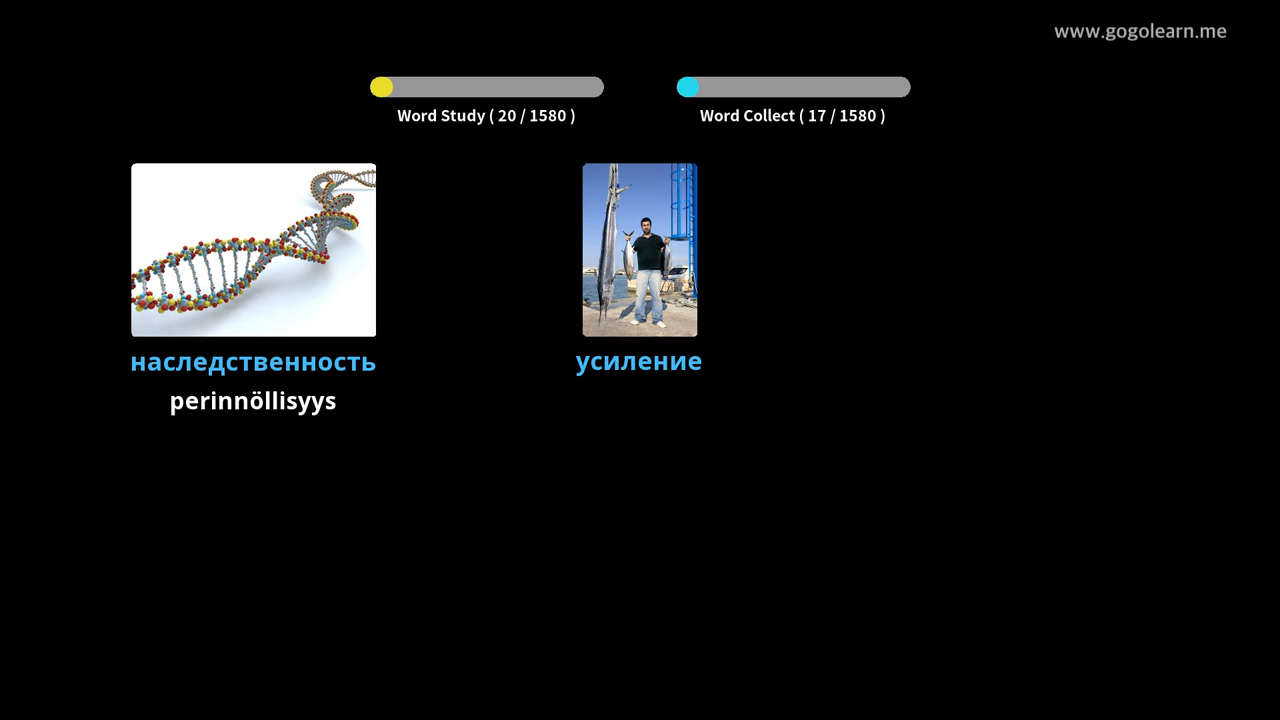 www.gogolearn.me
Word Study ( 20 / 1580 )
Word Collect ( 17 / 1580 )
наследственность
усиление
perinnöllisyys